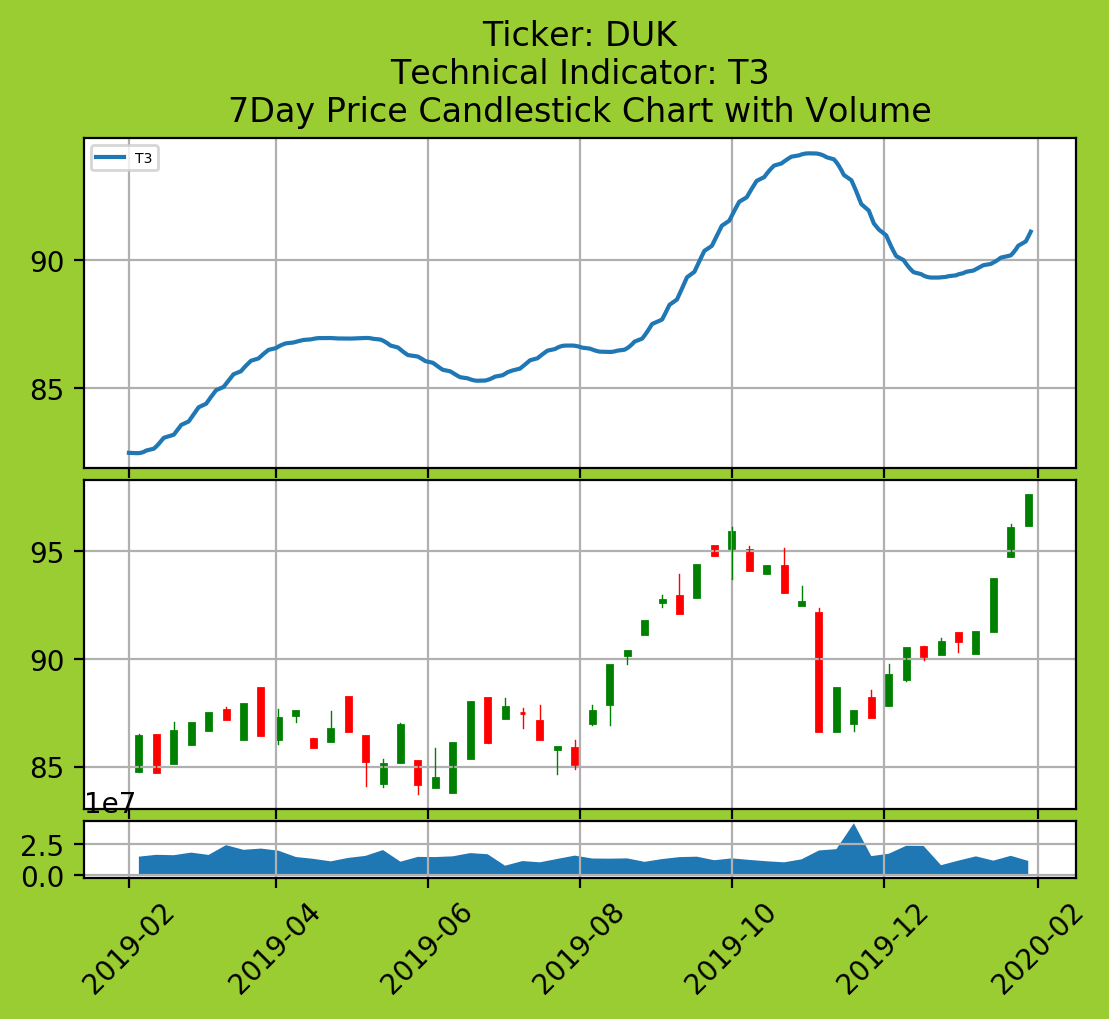 Ticker: DUK
Technical Indicator: T3
7Day Price Candlestick Chart with Volume
T3
90
85
95
90
85
1e7
2.5
0.0
2019-02
2019-04
2019-06
2019-08
2019-10
2019-12
2020-02